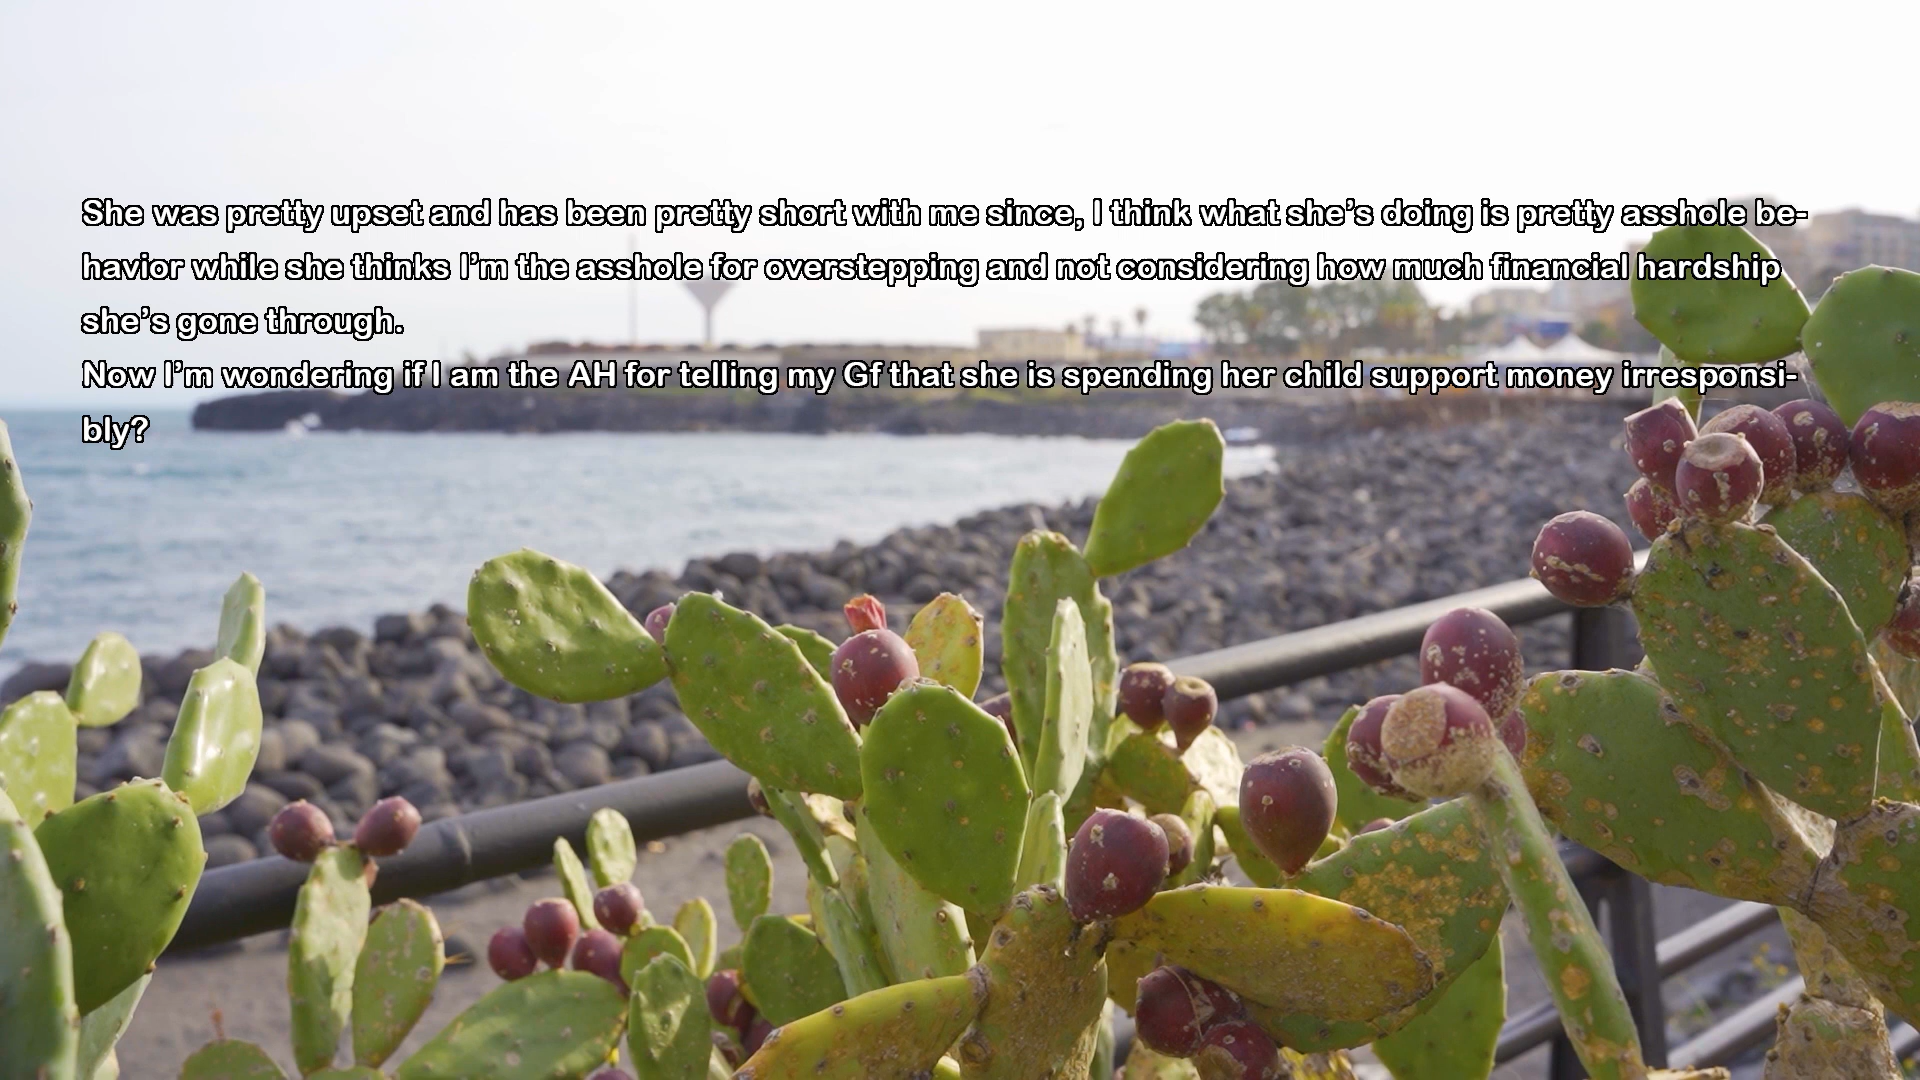 She was pretty upset and has been pretty short with me since, I think what she’s doing is pretty asshole be-
havior while she thinks I’m the asshole for overstepping and not considering how much financial hardship
she’s gone through.
Now I’m wondering if I am the AH for telling my Gf that she is spending her child support money irresponsi-
bly?